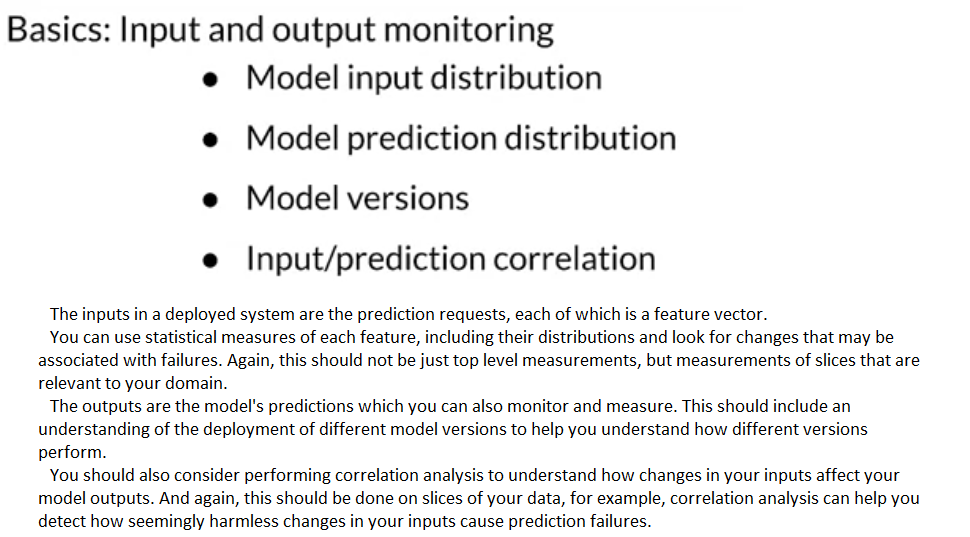 Basics: Input and output monitoring
● Model input distribution
● Model prediction distribution
● Model versions
● Input/prediction correlation
The inputs in a deployed system are the prediction requests, each of which is a feature vector.
You can use statistical measures of each feature, including their distributions and look for changes that may be
associated with failures. Again, this should not be just top level measurements, but measurements of slices that are
relevant to your domain.
The outputs are the model's predictions which you can also monitor and measure. This should include an
understanding of the deployment of different model versions to help you understand how different versions
perform.
You should also consider performing correlation analysis to understand how changes in your inputs affect your
model outputs. And again, this should be done on slices of your data, for example, correlation analysis can help you
detect how seemingly harmless changes in your inputs cause prediction failures.